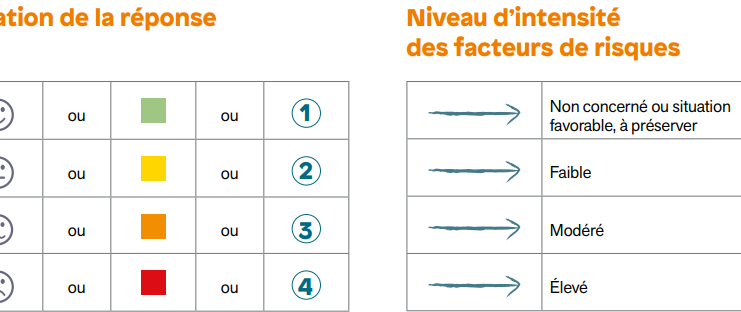 ation de la réponse
Niveau d'intensité
des facteurs de risques
ou ou 1
Non concerné ou situation
favorable, à préserver
ou ou 2
Faible
ou ou 3
Modéré
ou ou 4
Élevé